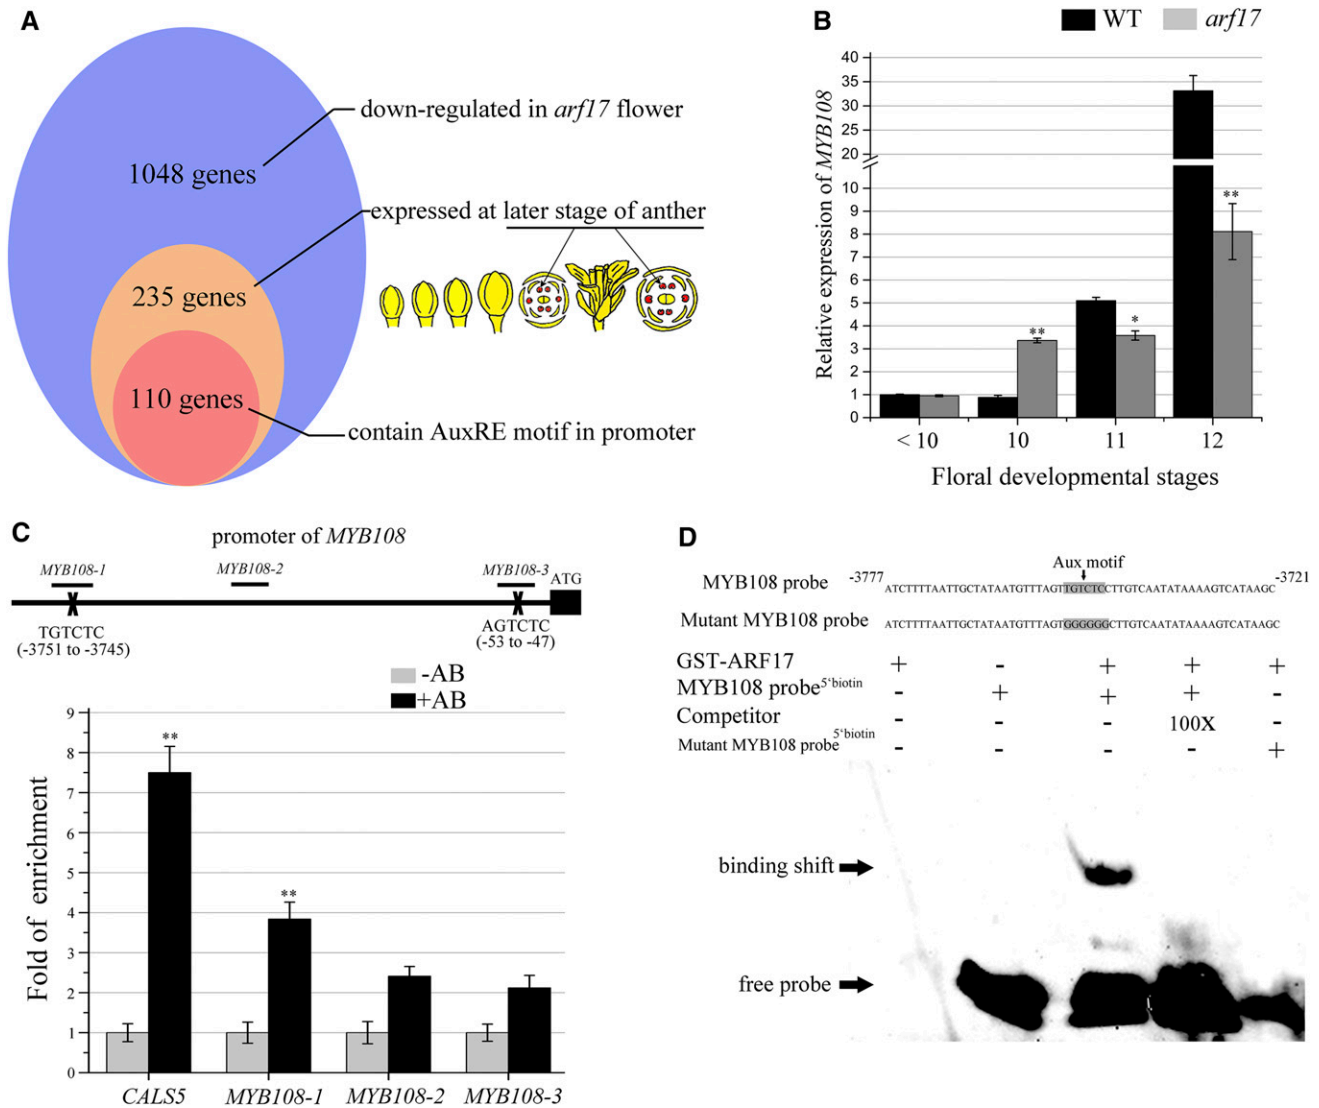 A
down-regulated in arf17 flower
1048 genes
expressed at later stage of anther
235 genes
110 genes
contain AuxRE motif in promoter
B
WT
arf17
Relative expression of MYB108
40
35
30
25
20
10
9
8
7
6
5
4
3
2
1
0
**
*
**
< 10
10
11
12
Floral developmental stages
C
promoter of MYB108
MYB108-1
MYB108-2
MYB108-3
ATG
TGTCTC
(-3751 to -3745)
AGTCTC
(-53 to -47)
-AB
+AB
Fold of enrichment
9
8
7
6
5
4
3
2
1
0
**
**
CALS5
MYB108-1
MYB108-2
MYB108-3
D
Aux motif
MYB108 probe
-3777
ATCTTTTAATTGCTATAATGTTTAGTTGTCTCCTTGTCAATATAAAAGTCATAAGC
-3721
Mutant MYB108 probe
ATCTTTTAATTGCTATAATGTTTAGTGGGGGGGCTTGTCAATATAAAAGTCATAAGC
GST-ARF17 + - + + +
MYB108 probe5'biotin - + + + -
Competitor - - - 100X -
Mutant MYB108 probe5'biotin - - - - +
binding shift
free probe